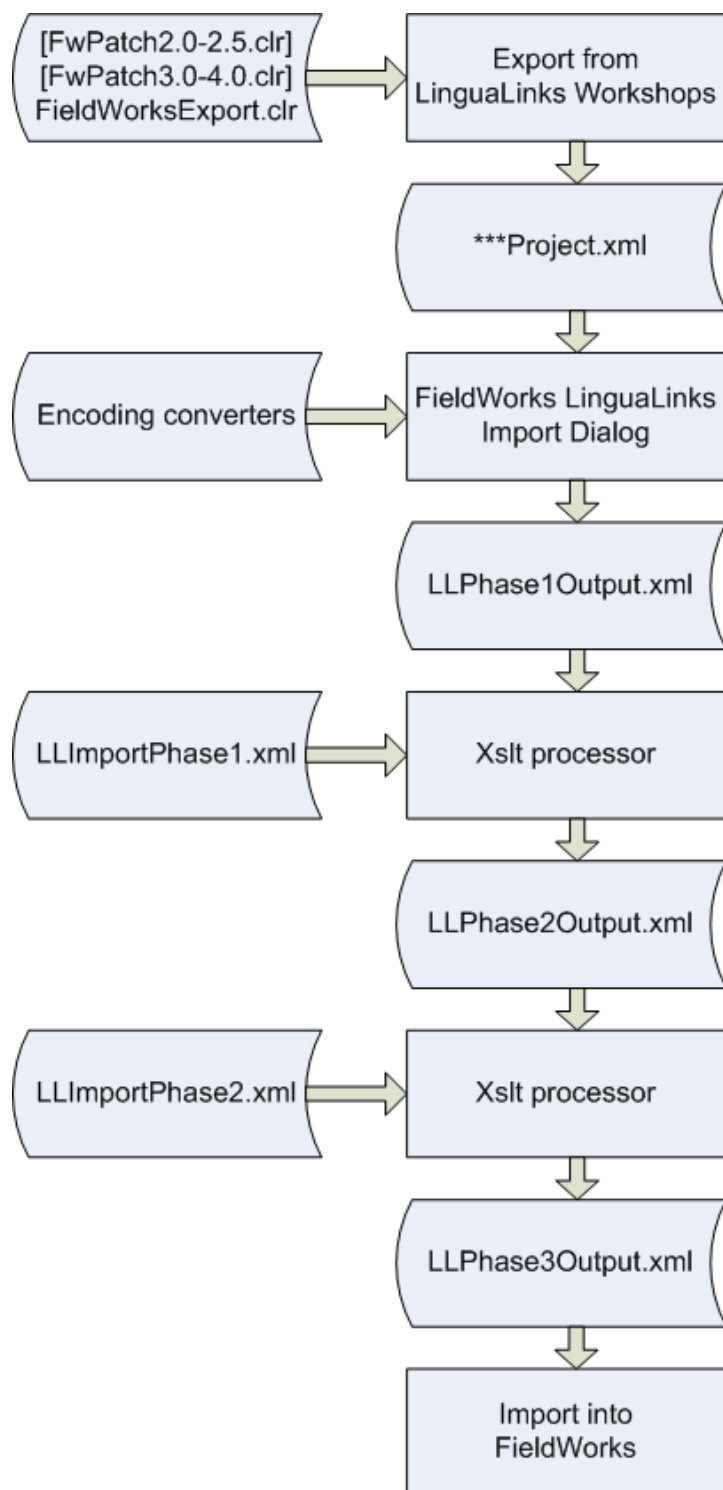 [FwPatch2.0-2.5.clr]
[FwPatch3.0-4.0.clr]
FieldWorksExport.clr
Export from
LinguaLinks Workshops
***Project.xml
Encoding converters
FieldWorks LinguaLinks
Import Dialog
LLPhase1Output.xml
LLImportPhase1.xml
Xslt processor
LLPhase2Output.xml
LLImportPhase2.xml
Xslt processor
LLPhase3Output.xml
Import into
FieldWorks